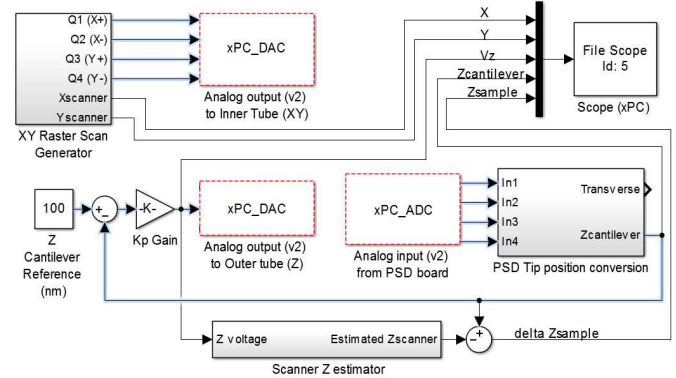 Q1 (X+)
Q2 (X-)
Q3 (Y+)
Q4 (Y-)
Xscanner
Yscanner
XY Raster Scan
Generator
xPC_DAC
Analog output (v2)
to Inner Tube (XY)
X
Y
Vz
Zcantilever
Zsample
File Scope
Id: 5
Scope (xPC)
100
Z
Cantilever
Reference
(nm)
+
−
-K-
Kp Gain
xPC_DAC
Analog output (v2)
to Outer tube (Z)
xPC_ADC
Analog input (v2)
from PSD board
In1
In2
In3
In4
Transverse
Zcantilever
PSD Tip position conversion
Z voltage
Estimated Zscanner
Scanner Z estimator
+
−
delta Zsample